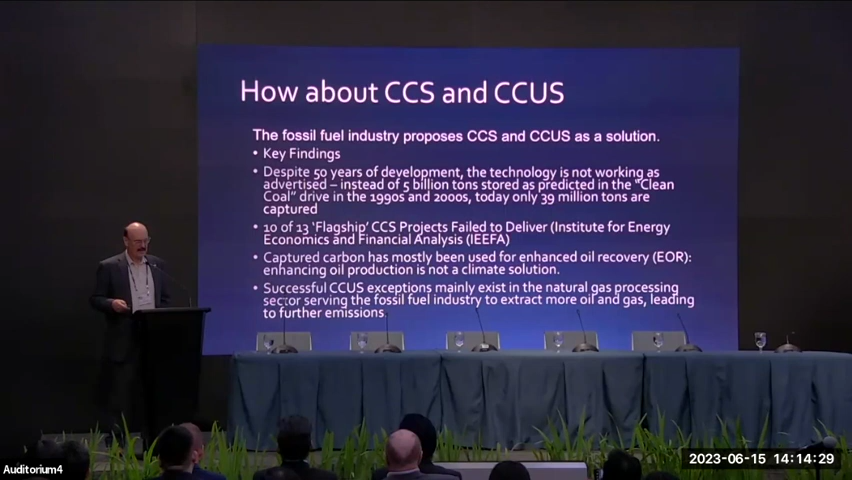 How about CCS and CCUS
The fossil fuel industry proposes CCS and CCUS as a solution.
• Key Findings
• Despite 50 years of development, the technology is not working as
advertised – instead of 5 billion tons stored as predicted in the "Clean
Coal" drive in the 1990s and 2000s, today only 39 million tons are
captured
• 10 of 13 'Flagship' CCS Projects Failed to Deliver (Institute for Energy
Economics and Financial Analysis (IEEFA)
• Captured carbon has mostly been used for enhanced oil recovery (EOR):
enhancing oil production is not a climate solution.
• Successful CCUS exceptions mainly exist in the natural gas processing
sector serving the fossil fuel industry to extract more oil and gas, leading
to further emissions.
Auditorium4
2023-06-15 14:14:29